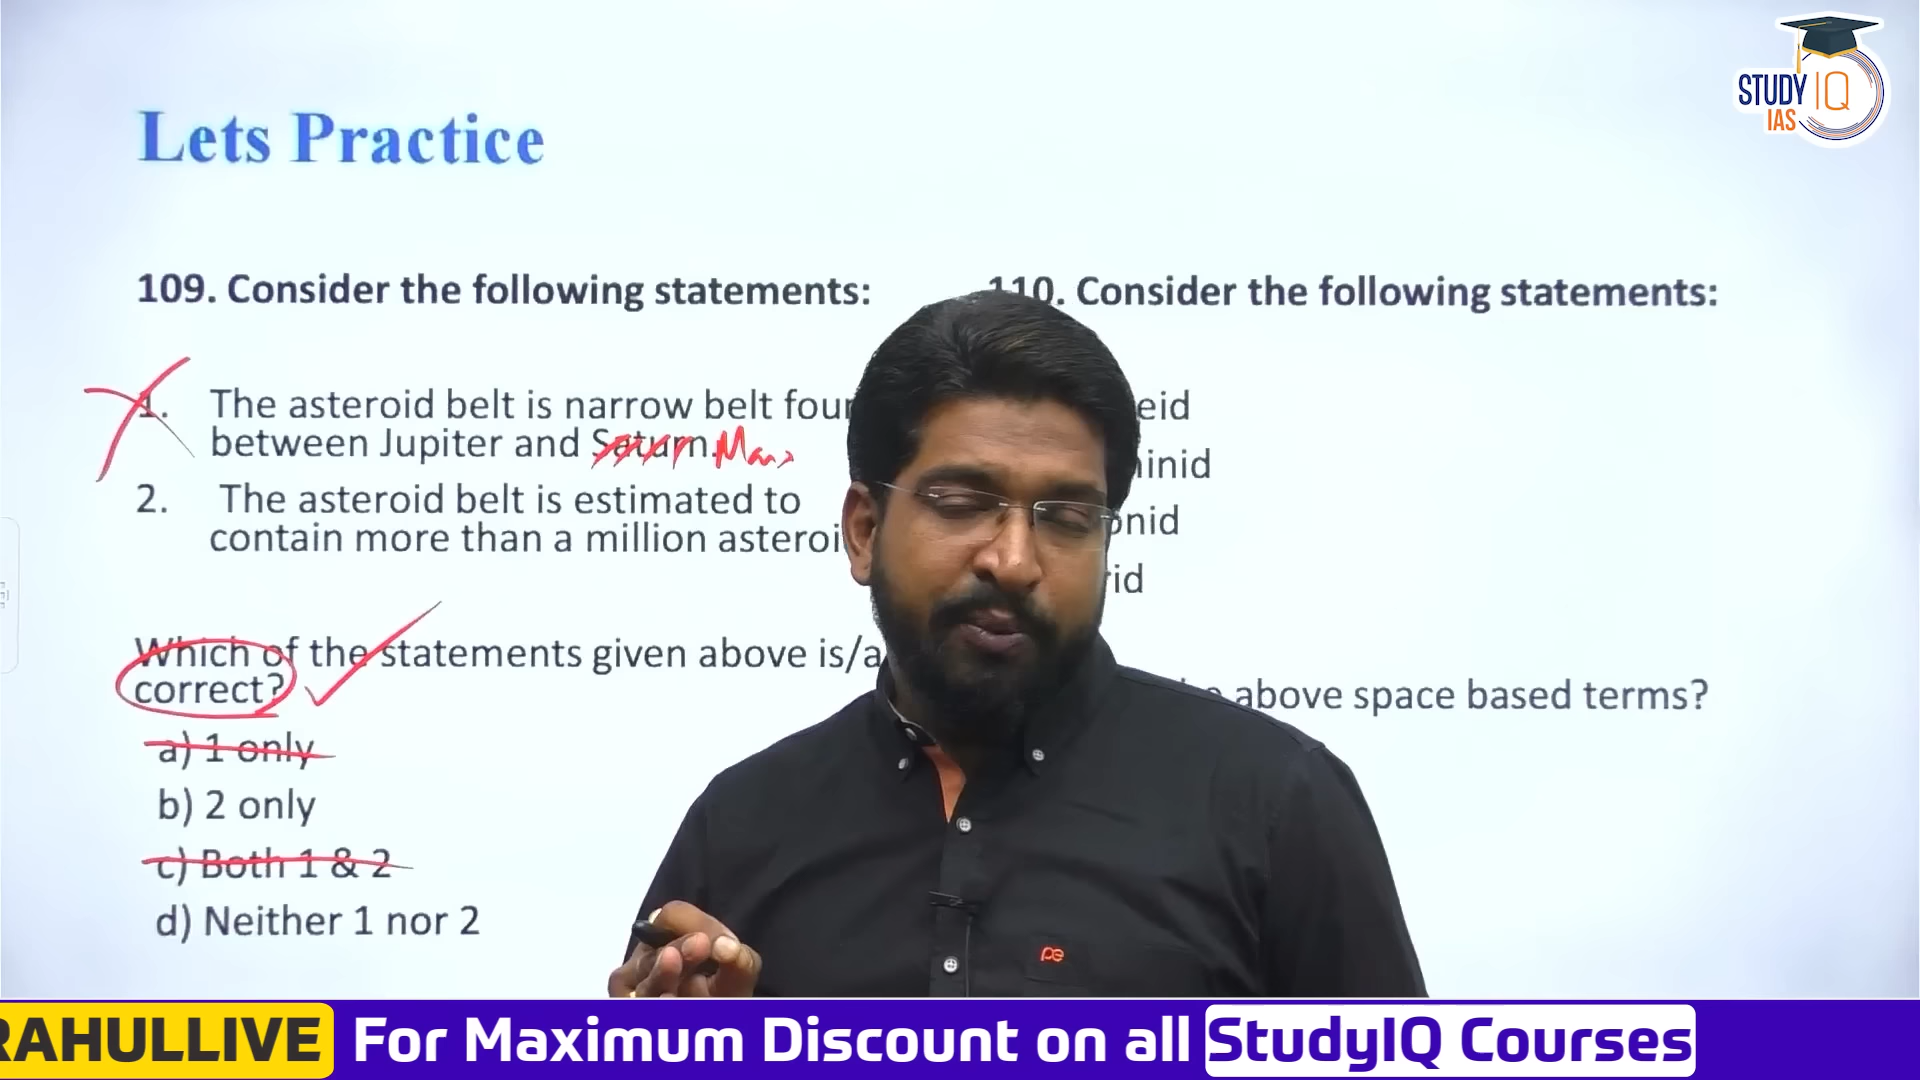 STUDY IQ
IAS
Lets Practice
109. Consider the following statements:
1. The asteroid belt is narrow belt four
between Jupiter and Saturn. Mars
2. The asteroid belt is estimated to
contain more than a million asteroi
Which of the statements given above is/a
correct?
a) 1 only
b) 2 only
c) Both 1 & 2
d) Neither 1 nor 2
110. Consider the following statements:
eid
inid
onid
rid
above space based terms?
pe
RAHULLIVE For Maximum Discount on all StudyIQ Courses